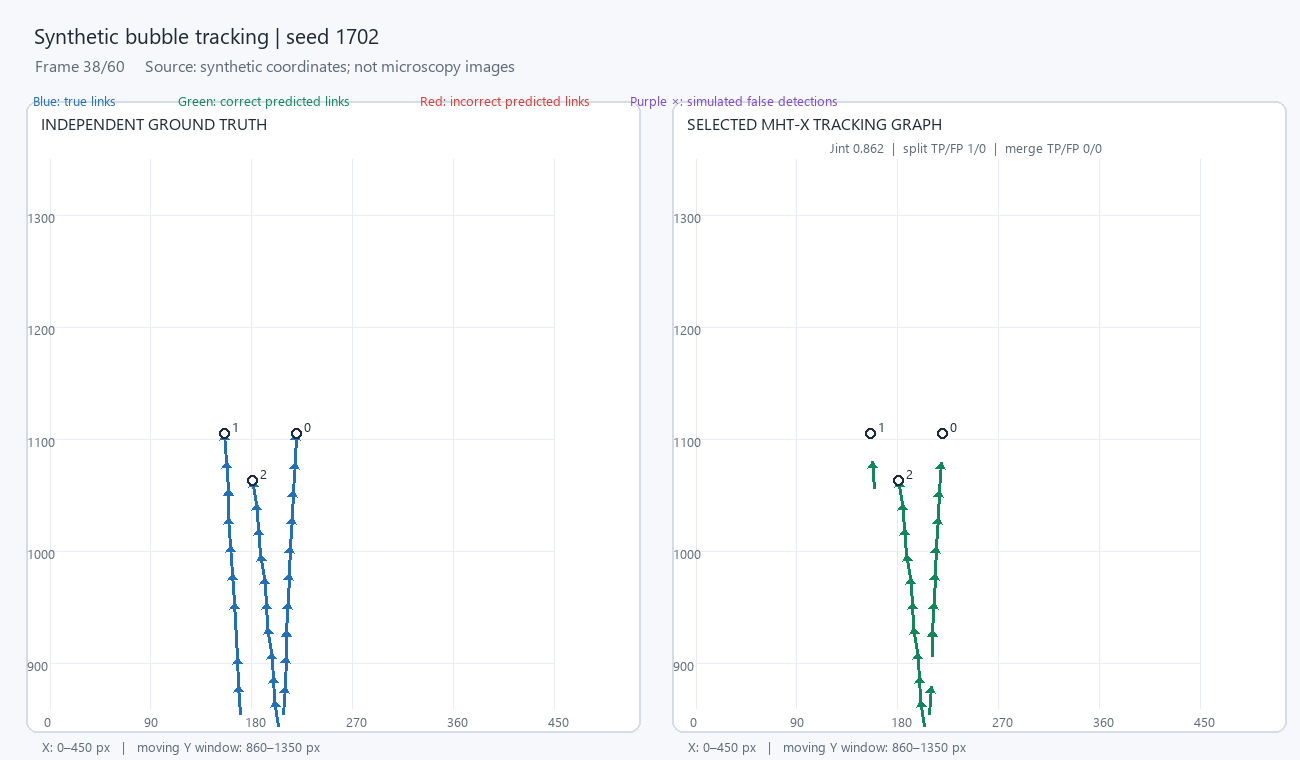 Synthetic bubble tracking | seed 1702
Frame 38/60 Source: synthetic coordinates; not microscopy images
Blue: true links Green: correct predicted links Red: incorrect predicted links Purple ×: simulated false detections
INDEPENDENT GROUND TRUTH
1300
1200
1100
1000
900
1
0
2
0 90 180 270 360 450
X: 0–450 px | moving Y window: 860–1350 px
SELECTED MHT-X TRACKING GRAPH
Jint 0.862 | split TP/FP 1/0 | merge TP/FP 0/0
1300
1200
1100
1000
900
1
0
2
0 90 180 270 360 450
X: 0–450 px | moving Y window: 860–1350 px